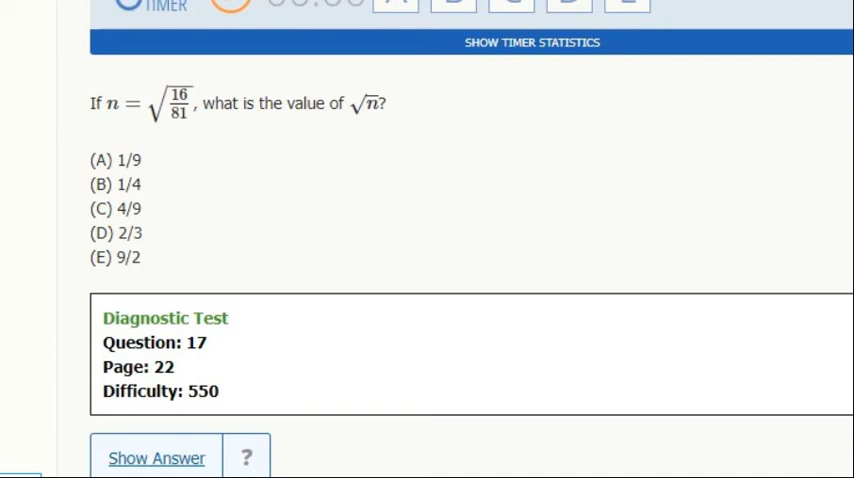 TIMER
SHOW TIMER STATISTICS
If n = √(16/81), what is the value of √n?
(A) 1/9
(B) 1/4
(C) 4/9
(D) 2/3
(E) 9/2
Diagnostic Test
Question: 17
Page: 22
Difficulty: 550
Show Answer ?